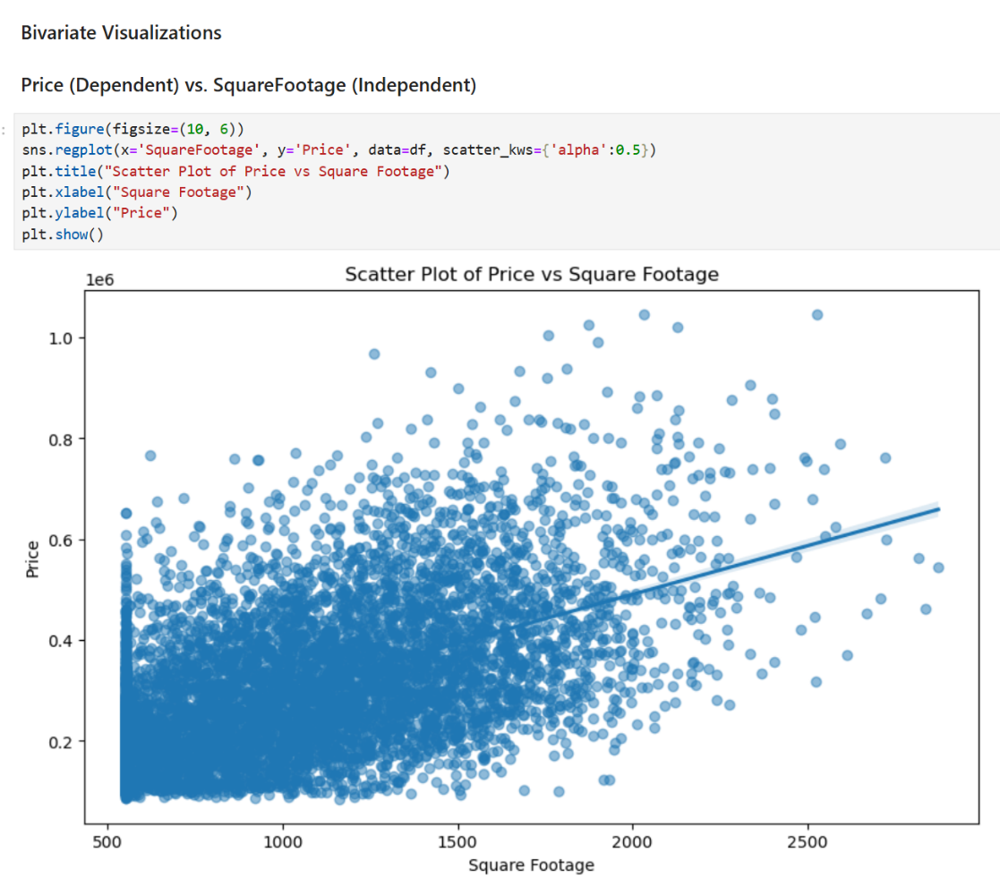 Bivariate Visualizations
Price (Dependent) vs. SquareFootage (Independent)
:
plt.figure(figsize=(10, 6))
sns.regplot(x='SquareFootage', y='Price', data=df, scatter_kws={'alpha':0.5})
plt.title("Scatter Plot of Price vs Square Footage")
plt.xlabel("Square Footage")
plt.ylabel("Price")
plt.show()
Scatter Plot of Price vs Square Footage
1e6
1.0
0.8
0.6
0.4
0.2
Price
500 1000 1500 2000 2500
Square Footage